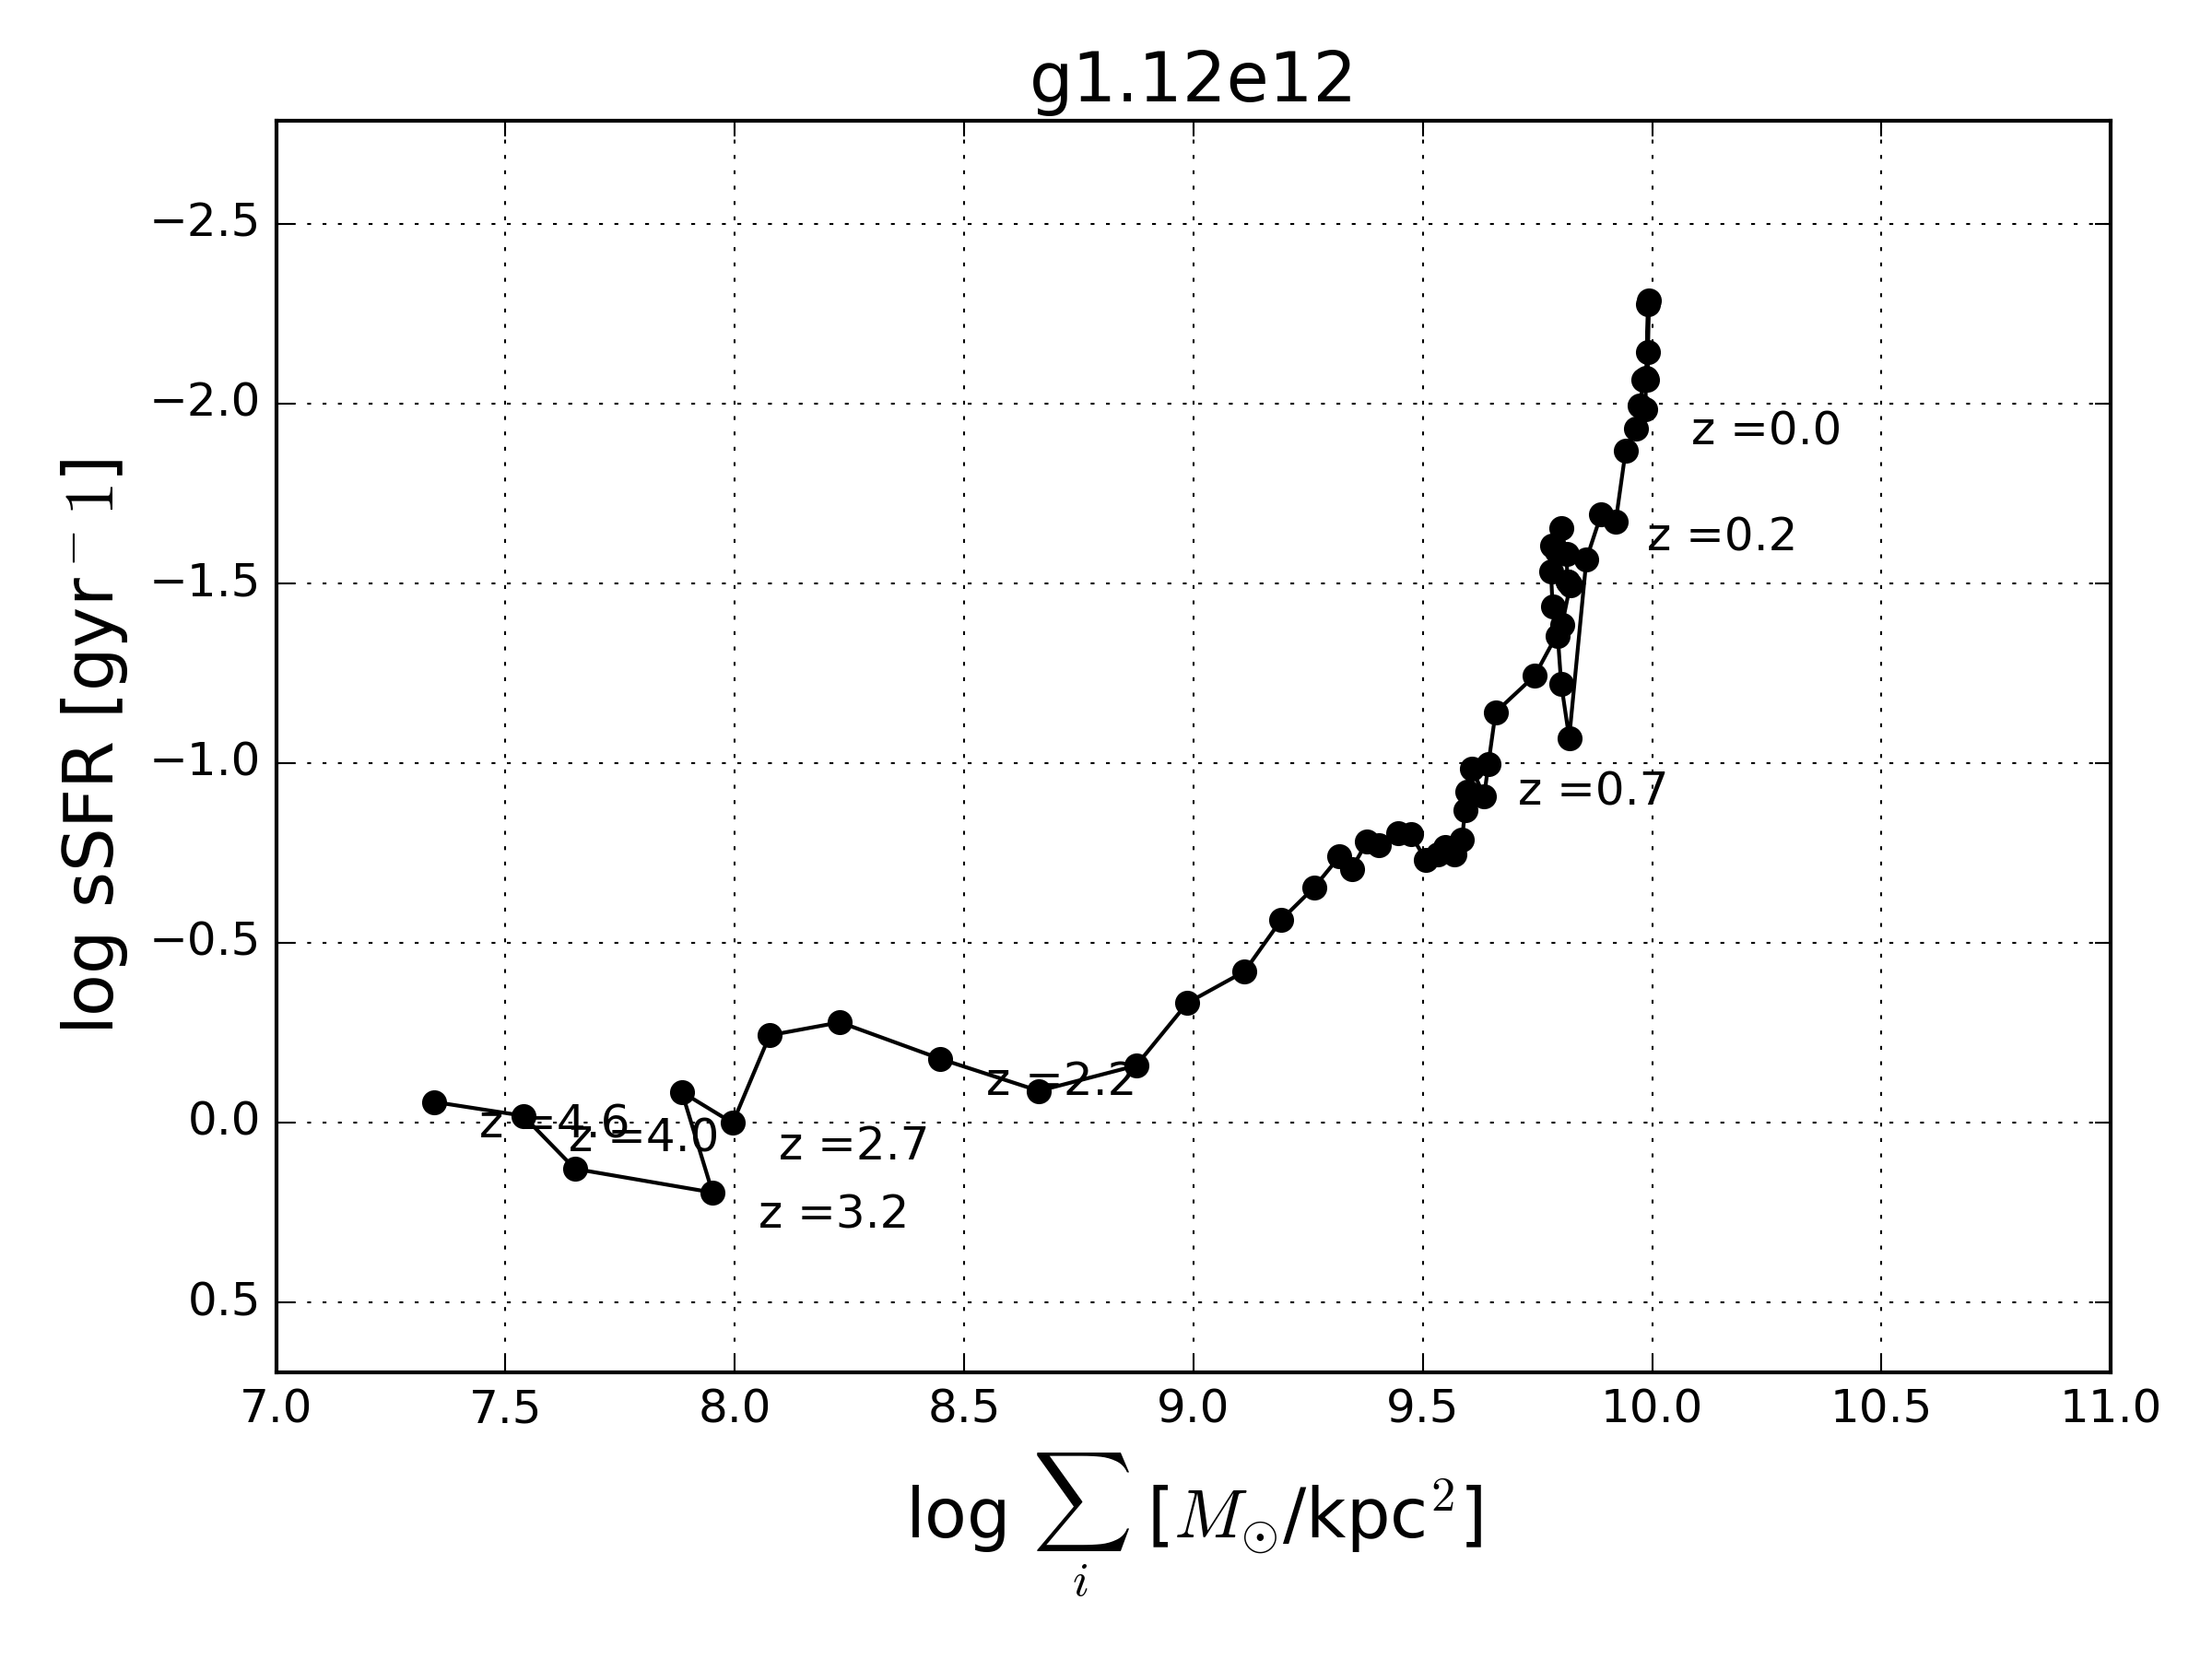 g1.12e12
log sSFR [gyr⁻1]
−2.5
−2.0
−1.5
−1.0
−0.5
0.0
0.5
z =0.0
z =0.2
z =0.7
z =2.2
z =4.6
z =4.0
z =2.7
z =3.2
7.0 7.5 8.0 8.5 9.0 9.5 10.0 10.5 11.0
log ∑ᵢ [M⊙/kpc²]